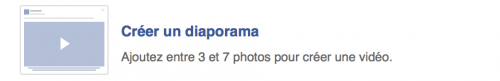 Créer un diaporama
Ajoutez entre 3 et 7 photos pour créer une vidéo.